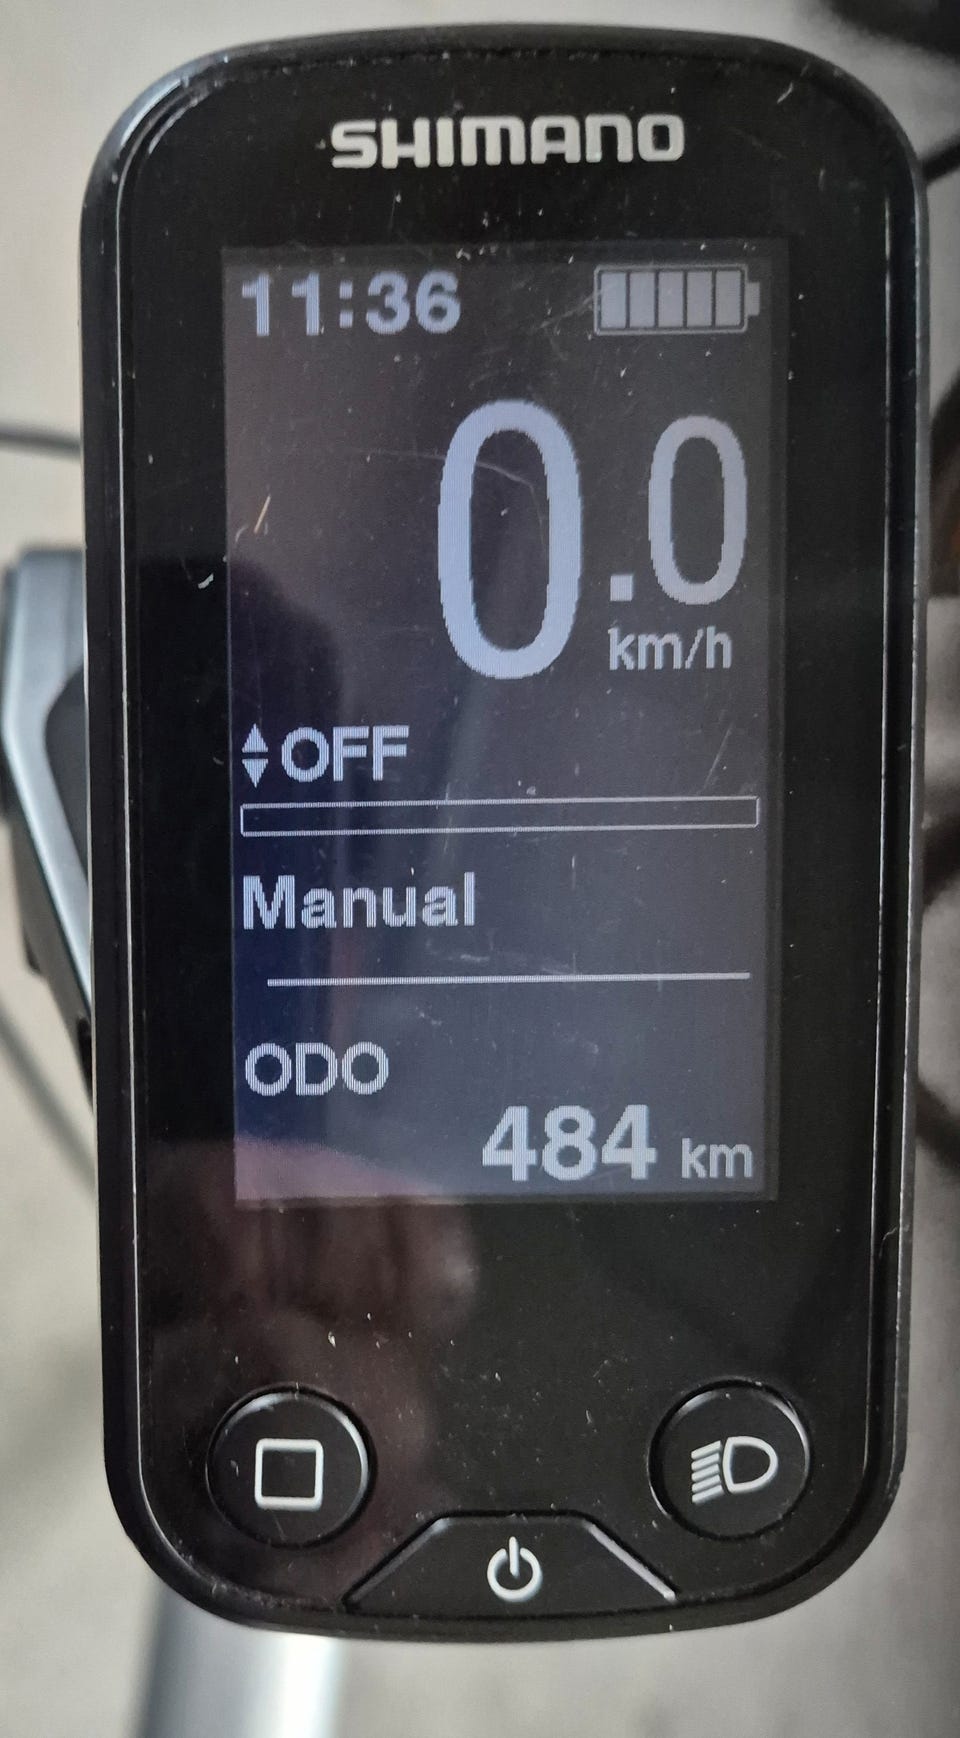 SHIMANO
11:36
0.0
km/h
OFF
Manual
ODO
484 km